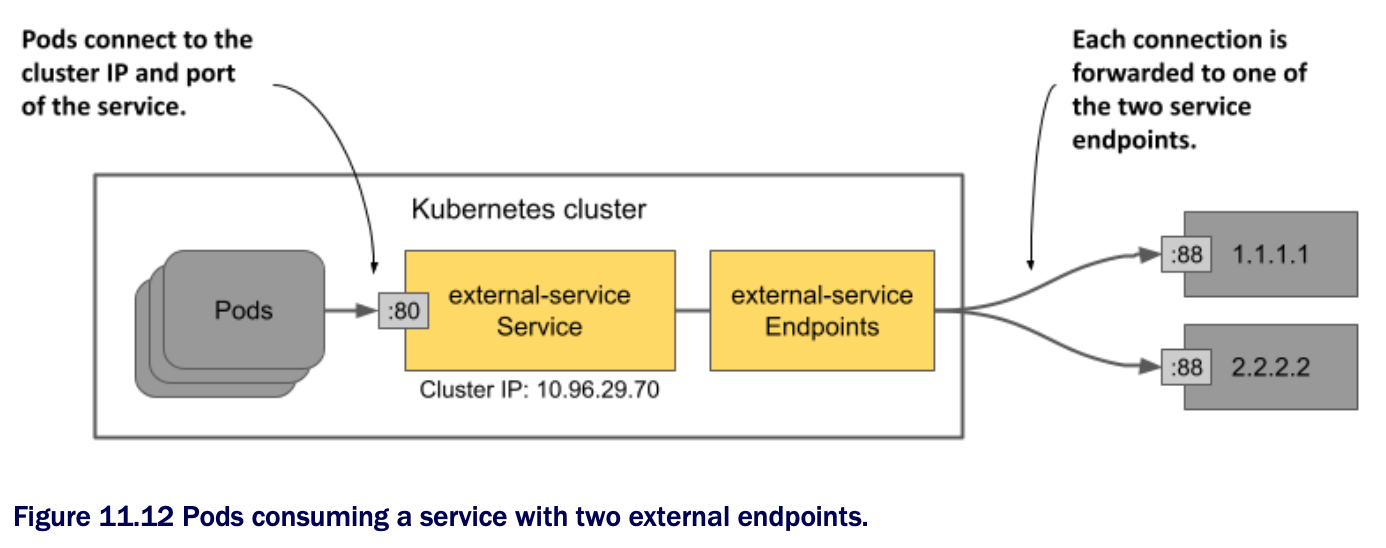 Pods connect to the
cluster IP and port
of the service.
Each connection is
forwarded to one of
the two service
endpoints.
Kubernetes cluster
Pods
:80
external-service
Service
Cluster IP: 10.96.29.70
external-service
Endpoints
:88
1.1.1.1
:88
2.2.2.2
Figure 11.12 Pods consuming a service with two external endpoints.